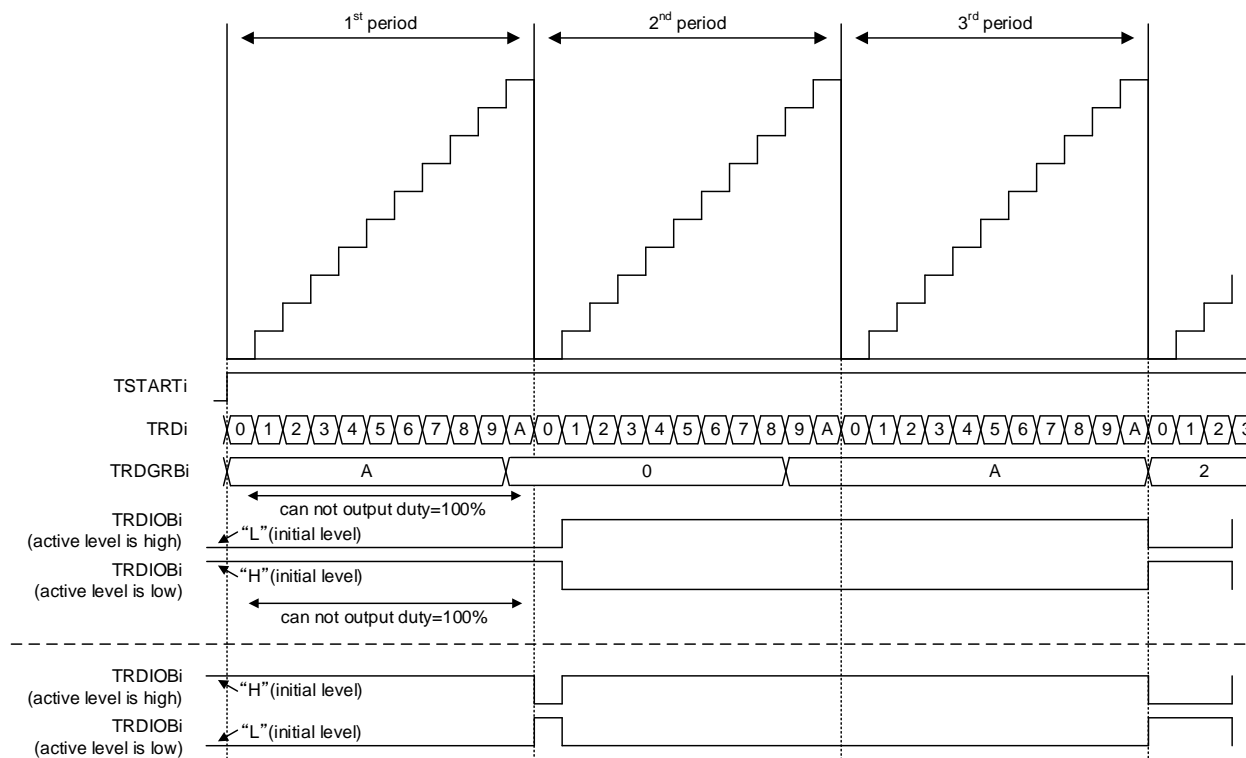 1st period 2nd period 3rd period
TSTARTi
TRDi 0 1 2 3 4 5 6 7 8 9 A 0 1 2 3 4 5 6 7 8 9 A 0 1 2 3 4 5 6 7 8 9 A 0 1 2 3
TRDGRBi A 0 A 2
can not output duty=100%
TRDIOBi
(active level is high) “L”(initial level)
TRDIOBi
(active level is low) “H”(initial level)
can not output duty=100%
TRDIOBi
(active level is high) “H”(initial level)
TRDIOBi
(active level is low) “L”(initial level)